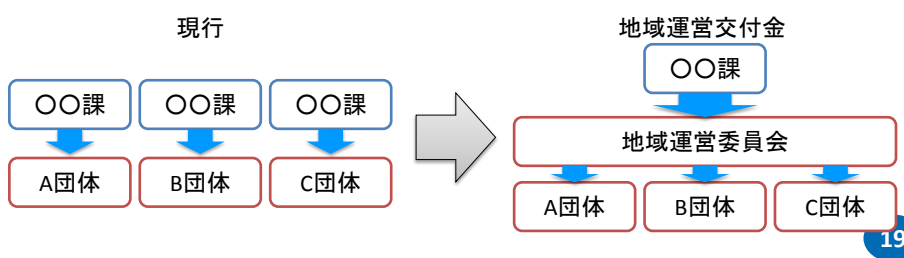 現行
〇〇課 〇〇課 〇〇課
A団体 B団体 C団体
地域運営交付金
〇〇課
地域運営委員会
A団体 B団体 C団体
19